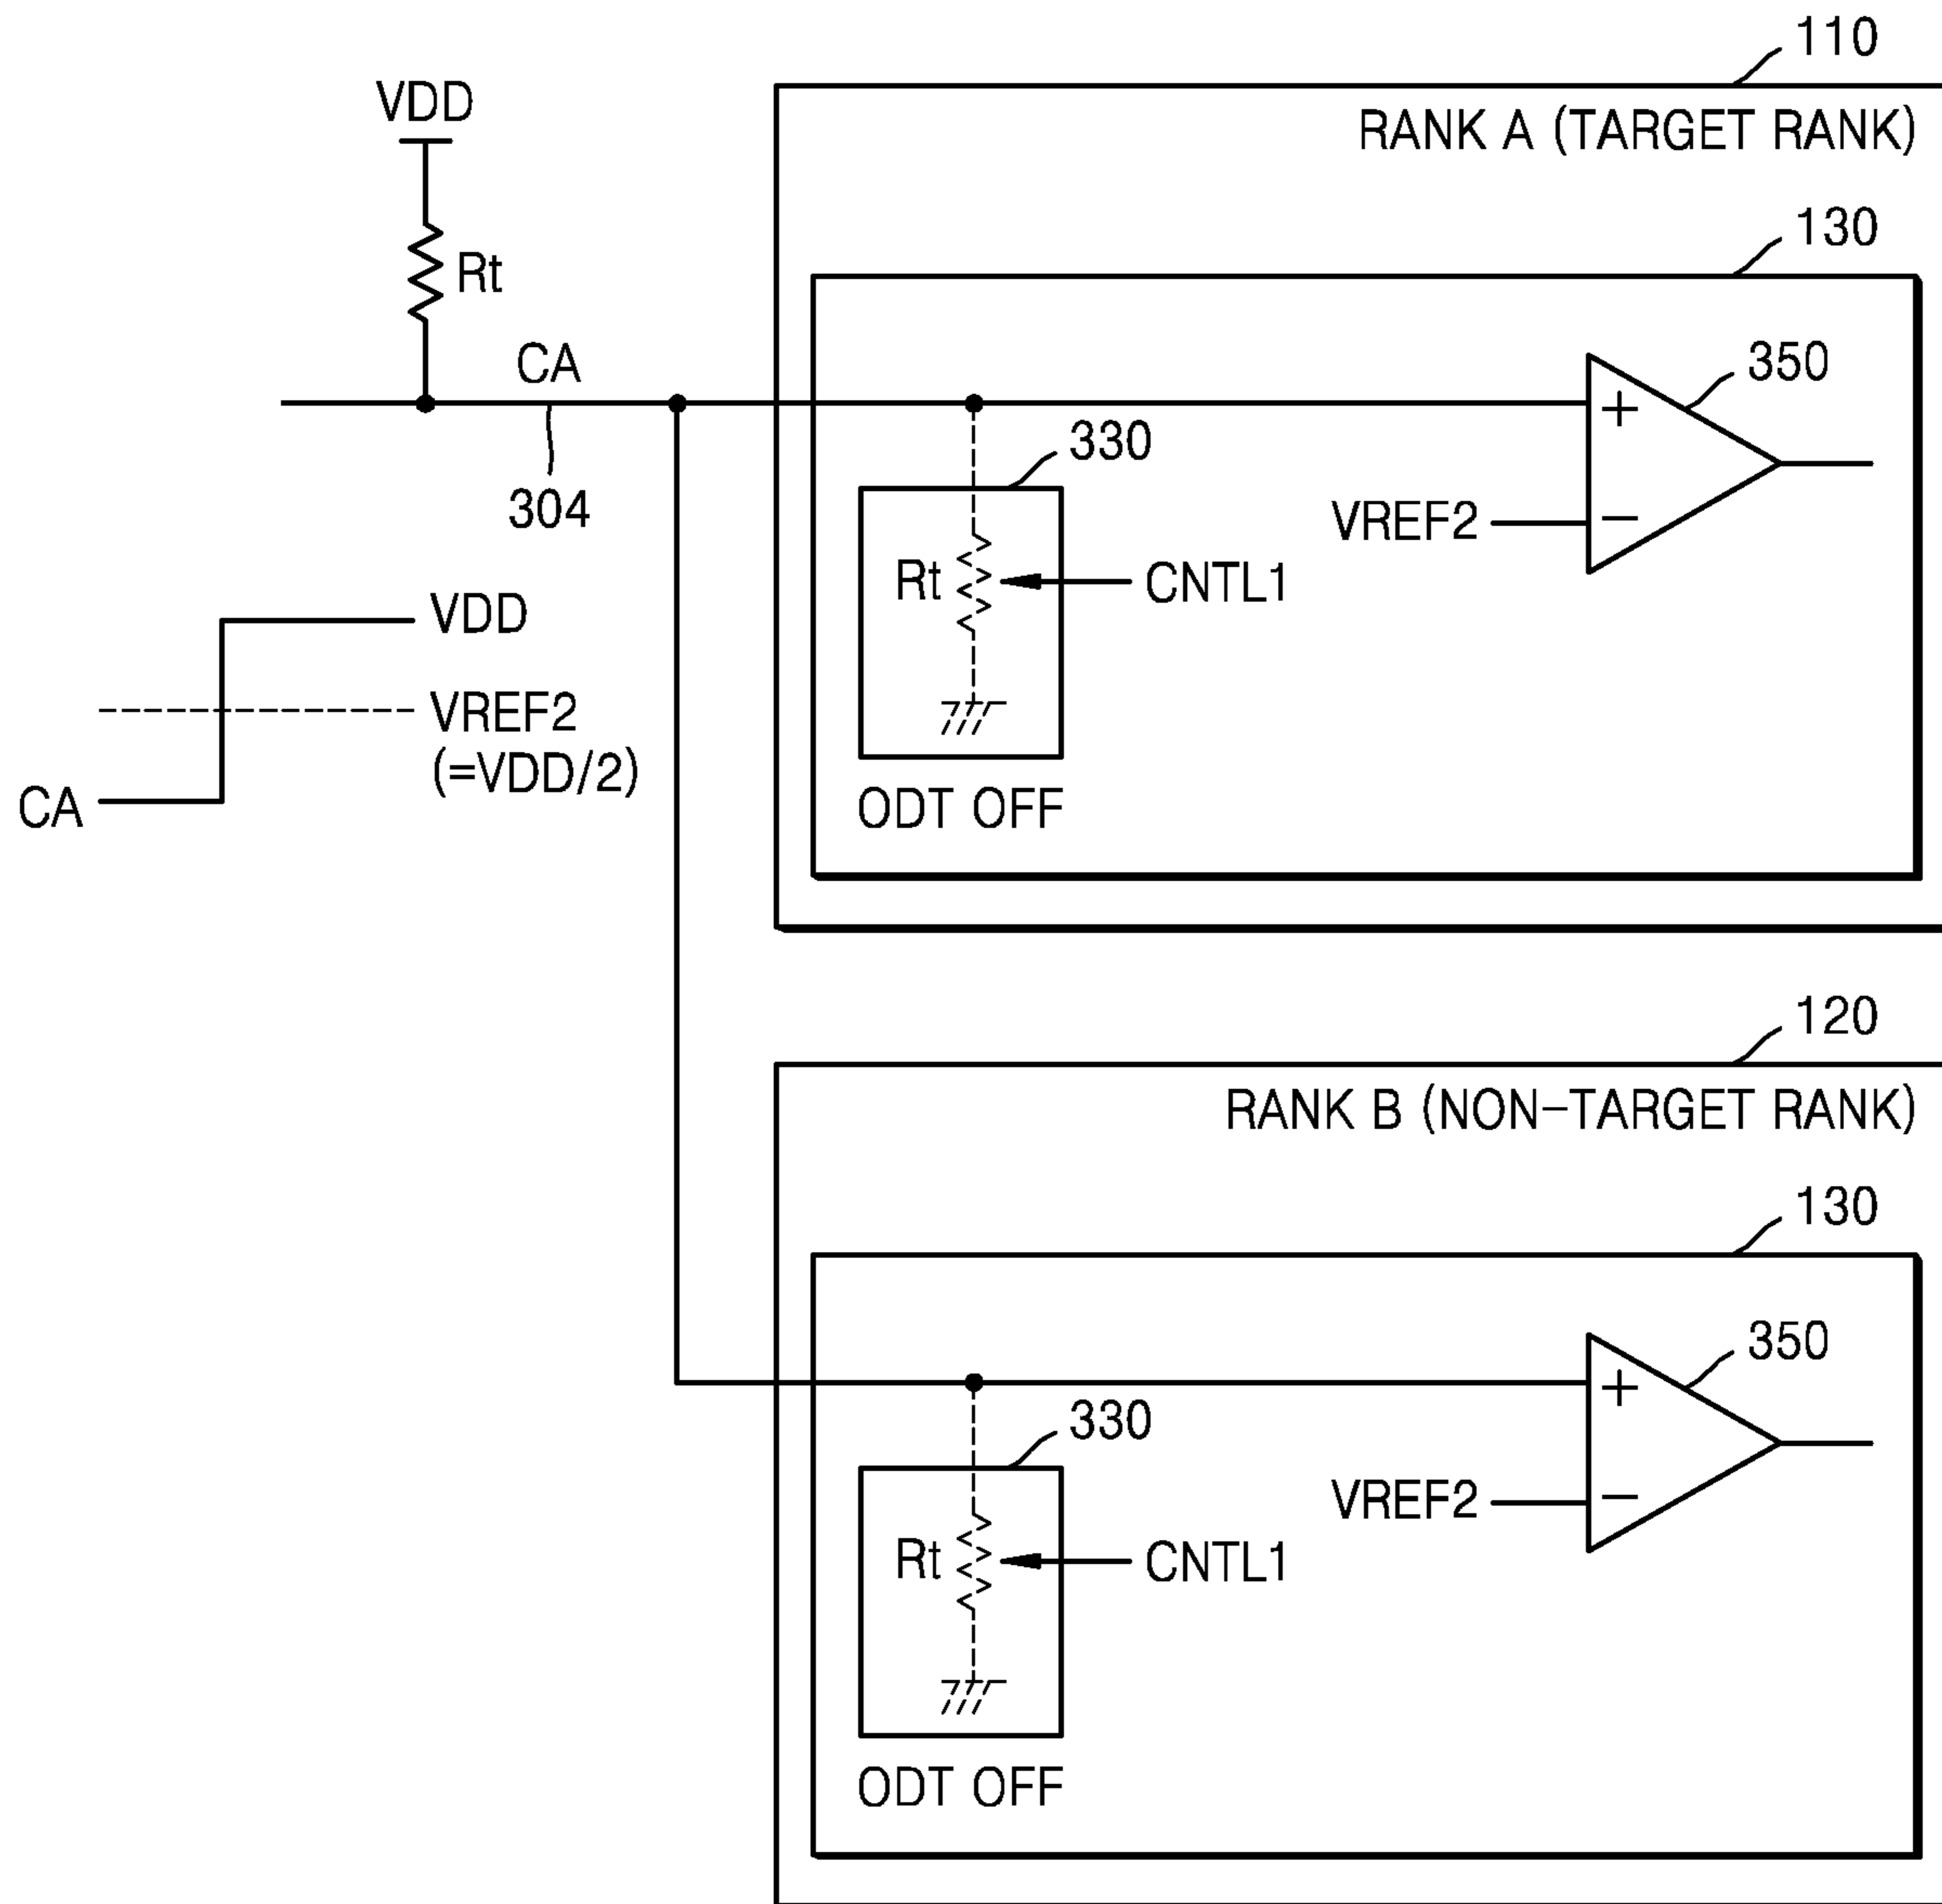 110
RANK A (TARGET RANK)
VDD
Rt
130
CA
304
350
+
−
330
VREF2
Rt
CNTL1
ODT OFF
VDD
VREF2
(=VDD/2)
CA
120
RANK B (NON-TARGET RANK)
130
350
+
−
330
VREF2
Rt
CNTL1
ODT OFF